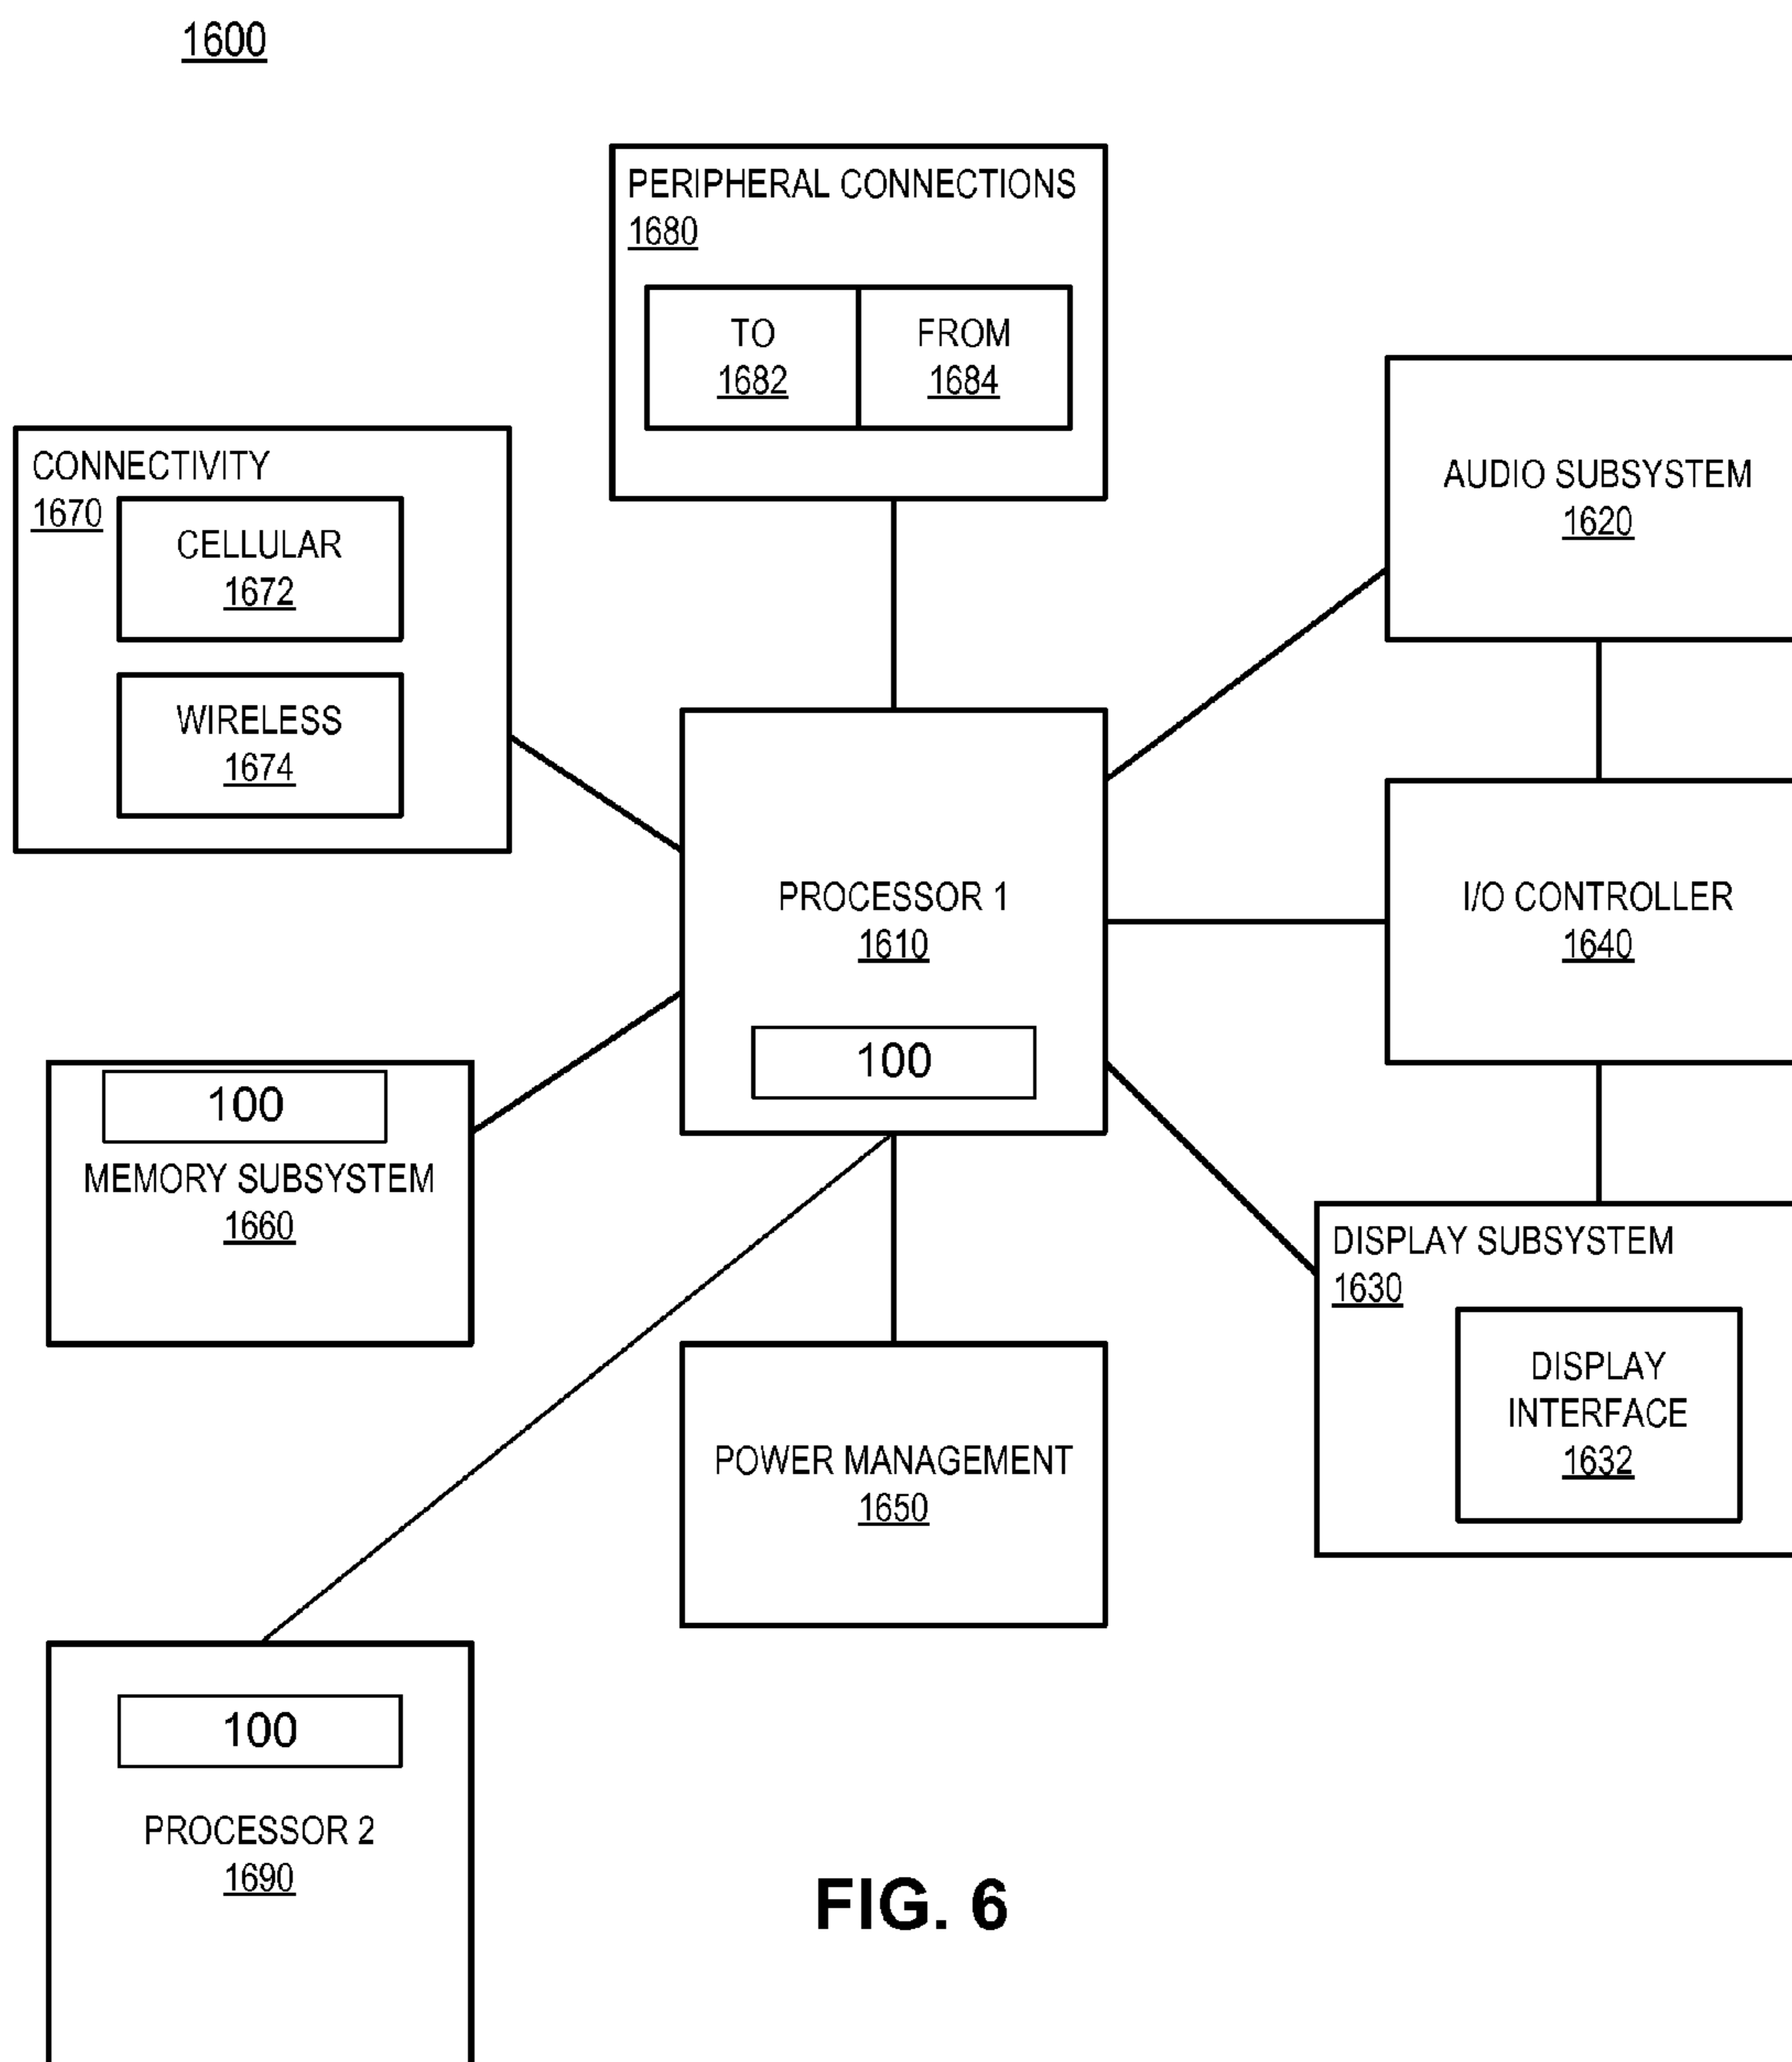 1600
PERIPHERAL CONNECTIONS
1680
TO
1682
FROM
1684
CONNECTIVITY
1670
CELLULAR
1672
WIRELESS
1674
AUDIO SUBSYSTEM
1620
PROCESSOR 1
1610
100
I/O CONTROLLER
1640
100
MEMORY SUBSYSTEM
1660
DISPLAY SUBSYSTEM
1630
DISPLAY
INTERFACE
1632
POWER MANAGEMENT
1650
100
PROCESSOR 2
1690
FIG. 6